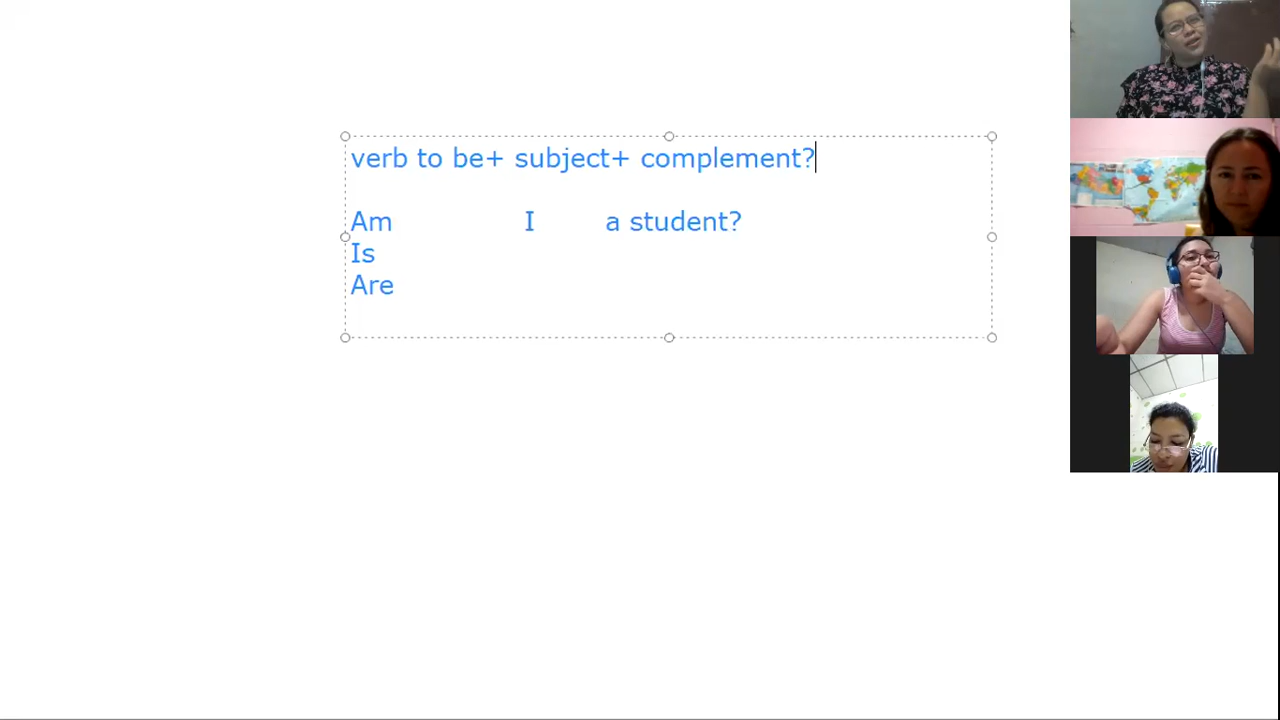 verb to be+ subject+ complement?
Am I a student?
Is
Are